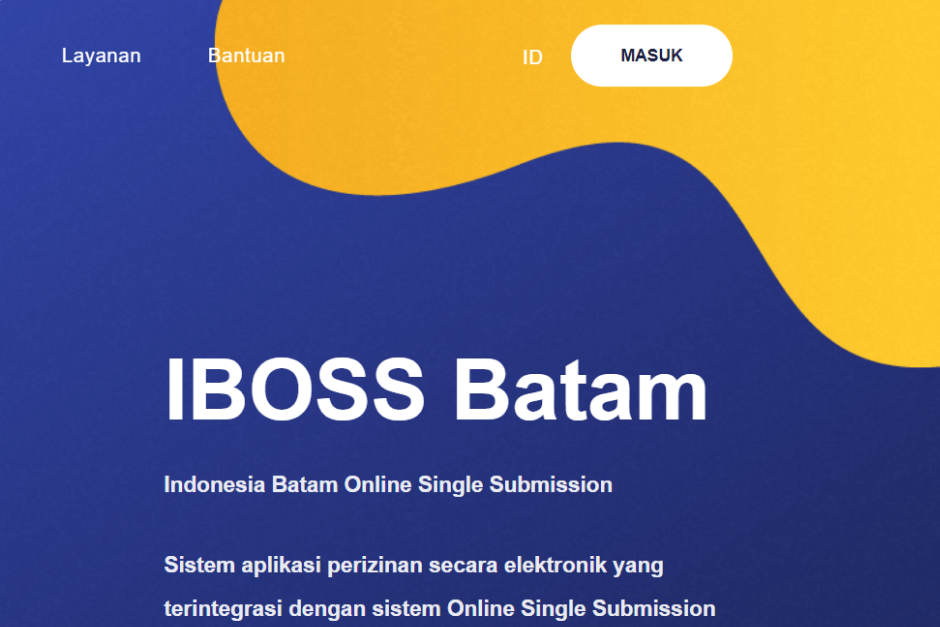 Layanan Bantuan ID MASUK
IBOSS Batam
Indonesia Batam Online Single Submission
Sistem aplikasi perizinan secara elektronik yang
terintegrasi dengan sistem Online Single Submission